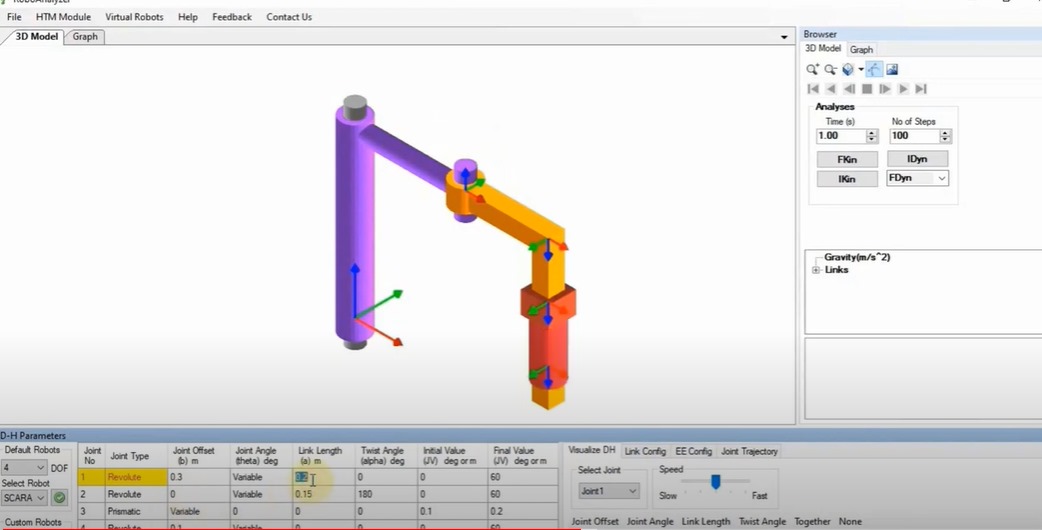 RoboAnalyzer
File HTM Module Virtual Robots Help Feedback Contact Us
3D Model Graph
Browser
3D Model Graph
Analyses
Time (s) No of Steps
1.00 100
FKin IDyn
IKin FDyn
Gravity(m/s^2)
Links
D-H Parameters
Default Robots
4 DOF
Select Robot
SCARA
Custom Robots
Joint No Joint Type Joint Offset (b) m Joint Angle (theta) deg Link Length (a) m Twist Angle (alpha) deg Initial Value (JV) deg or m Final Value (JV) deg or m
1 Revolute 0.3 Variable 0.2 0 0 60
2 Revolute 0 Variable 0.15 180 0 60
3 Prismatic Variable 0 0 0 0.1 0.2
4 Revolute 0.1 Variable 0 0 0 60
Visualize DH Link Config EE Config Joint Trajectory
Select Joint Speed
Joint1 Slow Fast
Joint Offset Joint Angle Link Length Twist Angle Together None